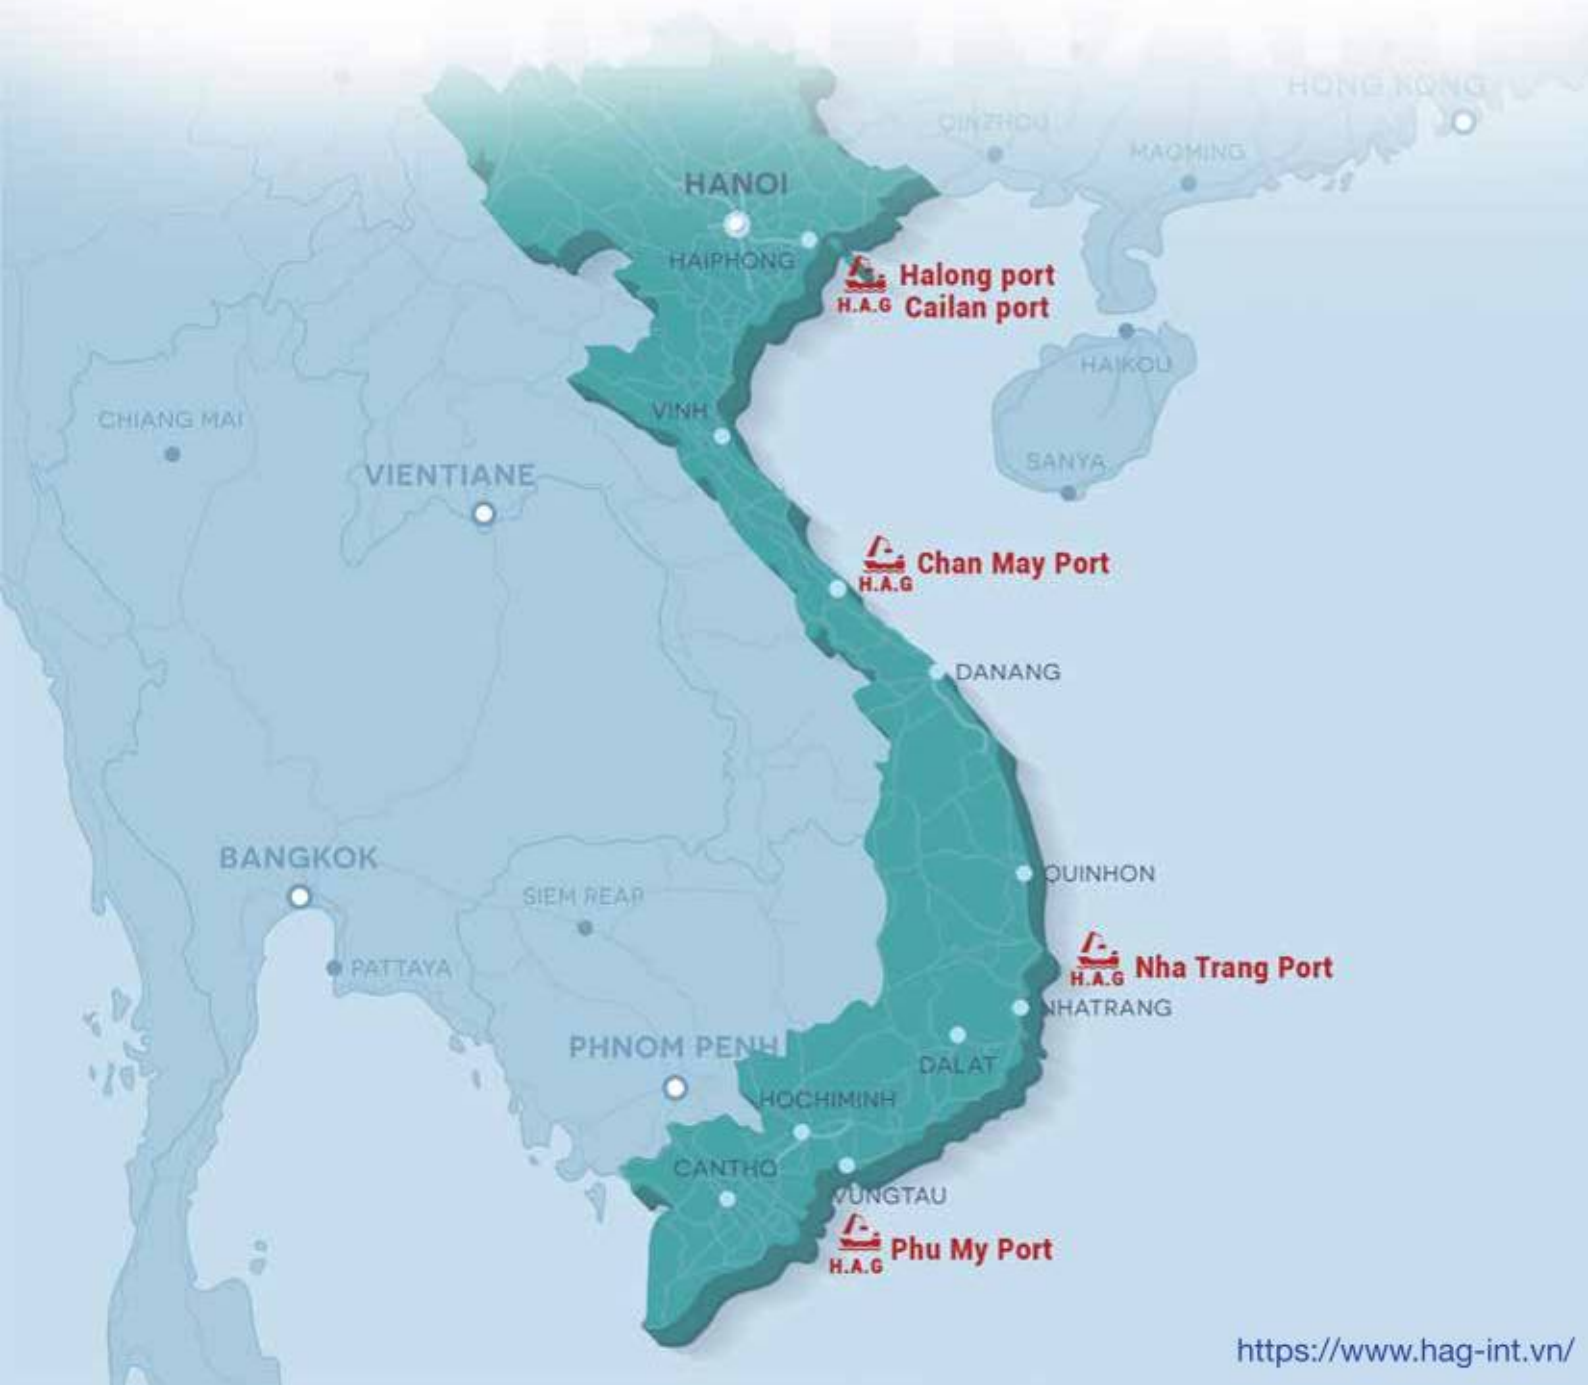 HONG KONG
QINZHOU
MAOMING
HANOI
HAIPHONG
Halong port
H.A.G Cailan port
HAIKOU
VINH
CHIANG MAI
SANYA
VIENTIANE
Chan May Port
H.A.G
DANANG
BANGKOK
QUINHON
SIEM REAP
PATTAYA
Nha Trang Port
H.A.G
NHATRANG
PHNOM PENH
DALAT
HOCHIMINH
CANTHO
VUNGTAU
Phu My Port
H.A.G
https://www.hag-int.vn/